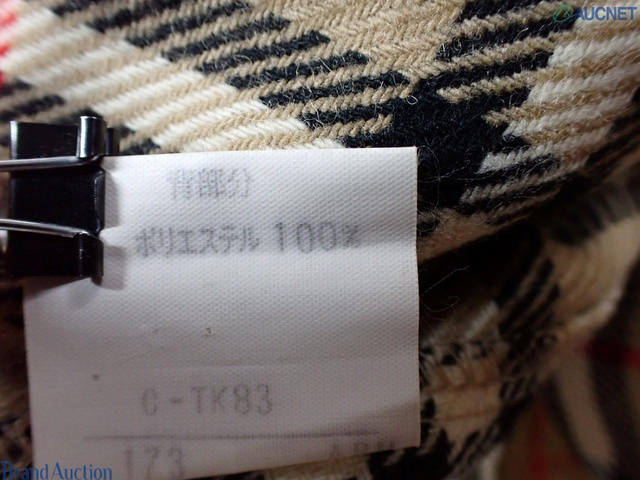 AUCNET
背部分
ポリエステル 100%
C-TK83
173
Brand Auction